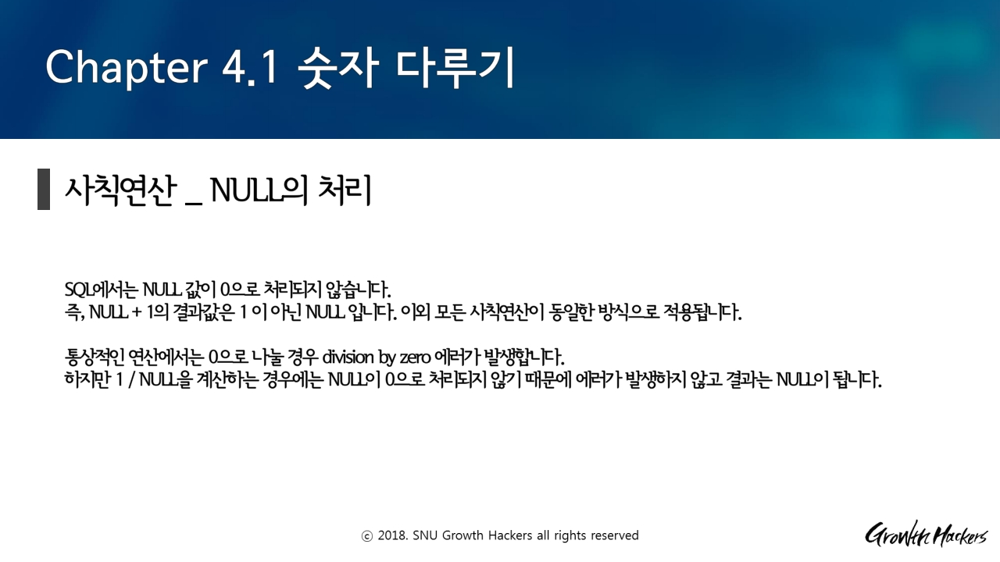 Chapter 4.1 숫자 다루기
사칙연산 _ NULL의 처리
SQL에서는 NULL 값이 0으로 처리되지 않습니다.
즉, NULL + 1의 결과값은 1 이 아닌 NULL 입니다. 이외 모든 사칙연산이 동일한 방식으로 적용됩니다.
통상적인 연산에서는 0으로 나눌 경우 division by zero 에러가 발생합니다.
하지만 1 / NULL을 계산하는 경우에는 NULL이 0으로 처리되지 않기 때문에 에러가 발생하지 않고 결과는 NULL이 됩니다.
ⓒ 2018. SNU Growth Hackers all rights reserved
Growth Hackers